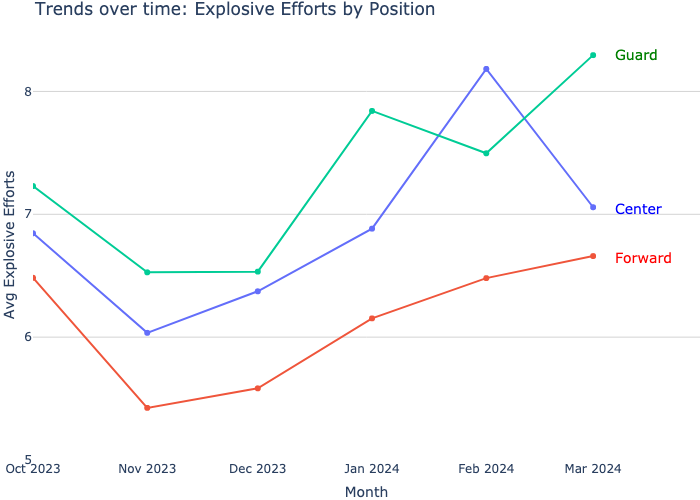 Trends over time: Explosive Efforts by Position
Guard
8
7
Center
Forward
6
5
Avg Explosive Efforts
Oct 2023
Nov 2023
Dec 2023
Jan 2024
Feb 2024
Mar 2024
Month